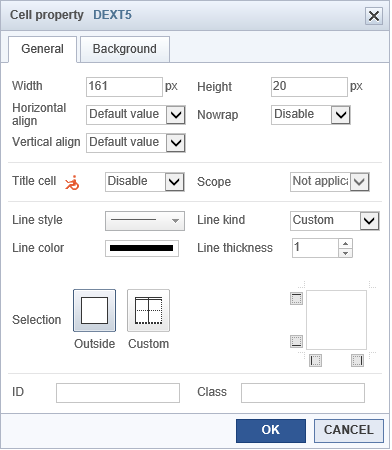 Cell property DEXT5
General Background
Width 161 px Height 20 px
Horizontal align Default value Nowrap Disable
Vertical align Default value
Title cell Disable Scope Not applica
Line style Line kind Custom
Line color Line thickness 1
Selection Outside Custom
ID Class
OK CANCEL